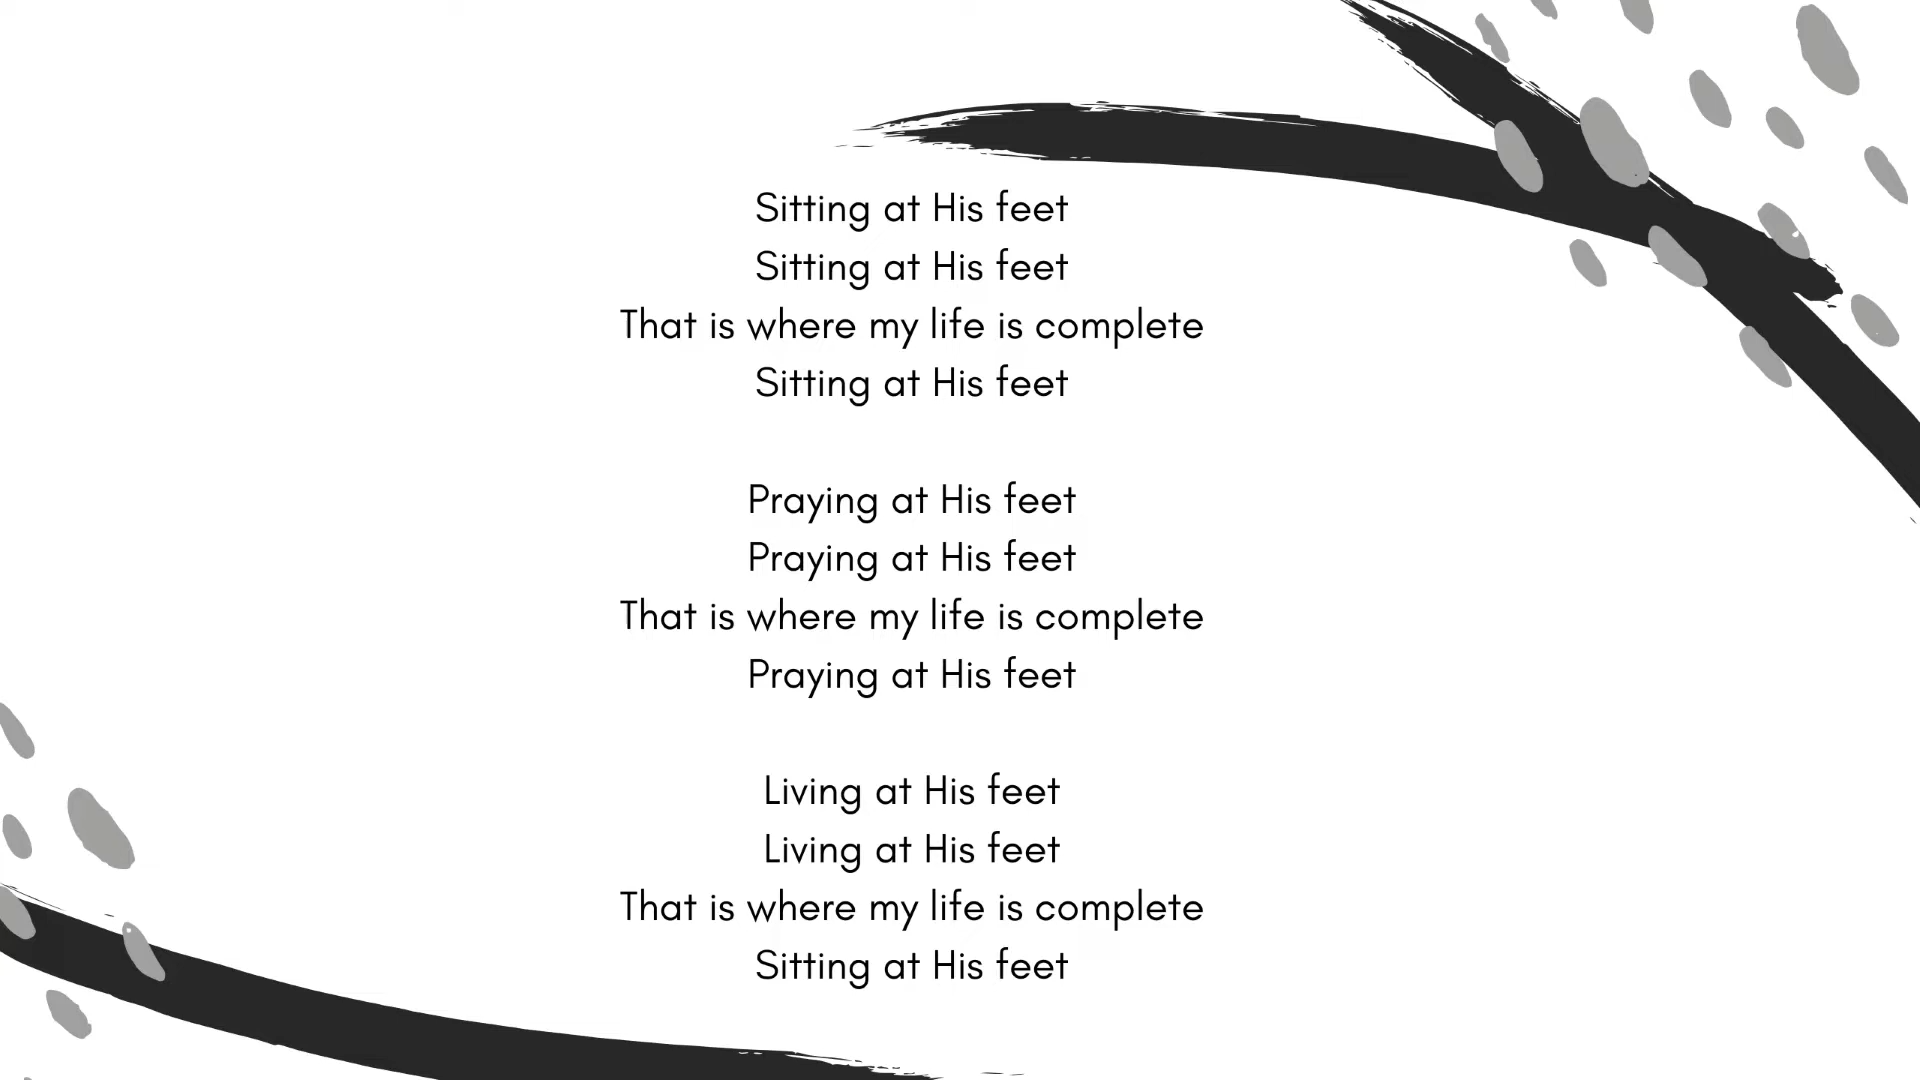 Sitting at His feet
Sitting at His feet
That is where my life is complete
Sitting at His feet

Praying at His feet
Praying at His feet
That is where my life is complete
Praying at His feet

Living at His feet
Living at His feet
That is where my life is complete
Sitting at His feet